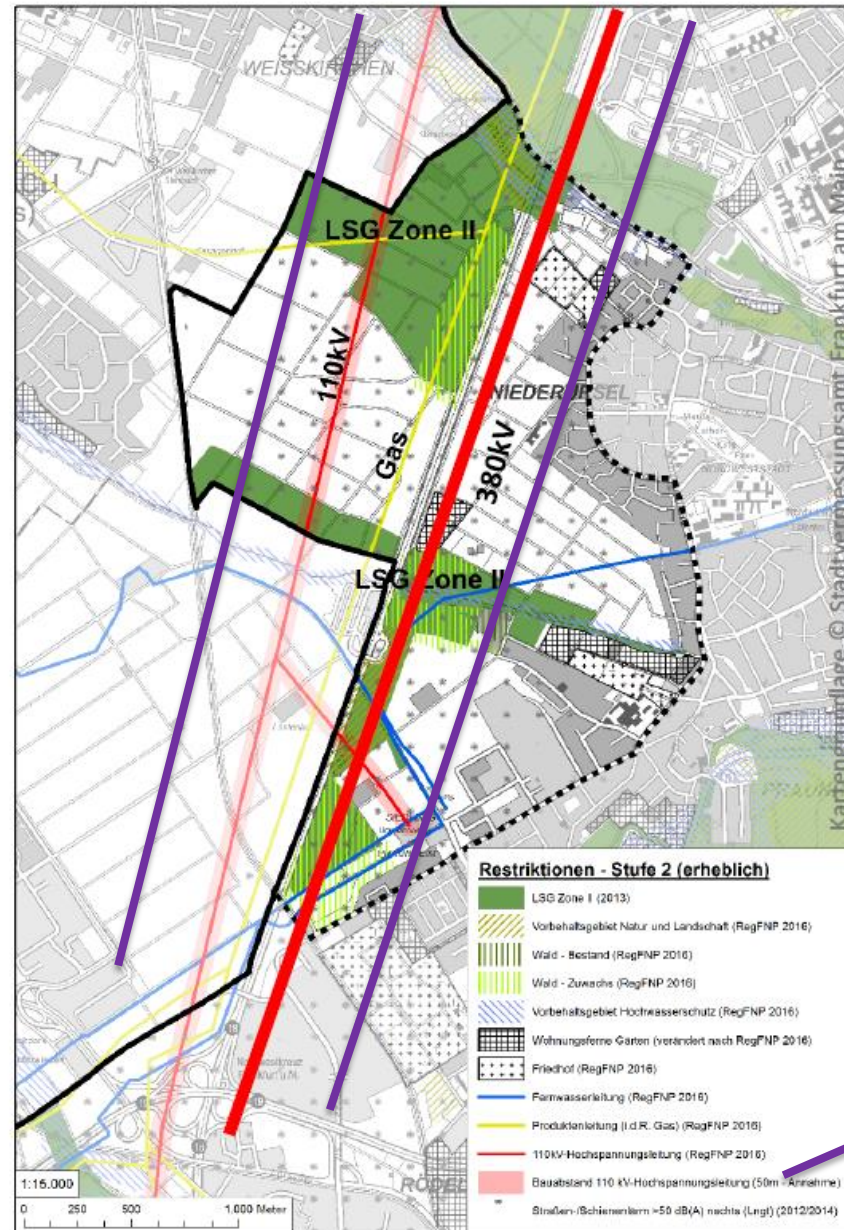 WEISSKIRCHEN
LSG Zone II
110kV
NIEDERURSEL
Gas
380kV
NORDWESTSTADT
LSG Zone II
PRAUNHEIM
Kartengrundlage © Stadtvermessungsamt Frankfurt am Main
Restriktionen - Stufe 2 (erheblich)
LSG Zone II (2013)
Vorbehaltsgebiet Natur und Landschaft (RegFNP 2016)
Wald - Bestand (RegFNP 2016)
Wald - Zuwachs (RegFNP 2016)
Vorbehaltsgebiet Hochwasserschutz (RegFNP 2016)
Wohnungsferne Gärten (verändert nach RegFNP 2016)
Friedhof (RegFNP 2016)
Fernwasserleitung (RegFNP 2016)
Produktenleitung (i.d.R. Gas) (RegFNP 2016)
110kV-Hochspannungsleitung (RegFNP 2016)
Bauabstand 110 kV-Hochspannungsleitung (50m - Annahme)
Straßen-/Schienenlärm >50 dB(A) nachts (Lngt) (2012/2014)
1:15.000
0 250 500 1.000 Meter